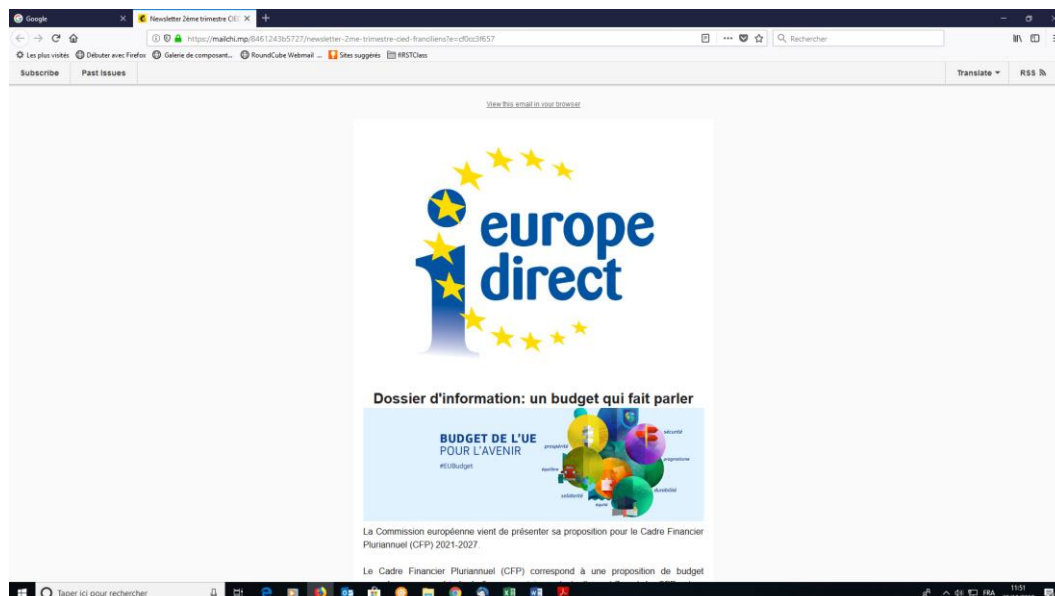 Google
Newsletter 2ème trimestre CIE
https://mailchi.mp/8461243b5727/newsletter-2me-trimestre-cied-franciliens?e=cf0cc3f657
Rechercher
Les plus visités
Débuter avec Firefox
Galerie de composant...
RoundCube Webmail ...
Sites suggérés
fiRSTClass
Subscribe
Past Issues
Translate
RSS
View this email in your browser
europe
direct
Dossier d'information: un budget qui fait parler
BUDGET DE L'UE
POUR L'AVENIR
#EUBudget
prospérité
sécurité
pragmatisme
équilibre
solidarité
équité
durabilité
La Commission européenne vient de présenter sa proposition pour le Cadre Financier
Pluriannuel (CFP) 2021-2027.
Le Cadre Financier Pluriannuel (CFP) correspond à une proposition de budget
Taper ici pour rechercher
FRA
11:51